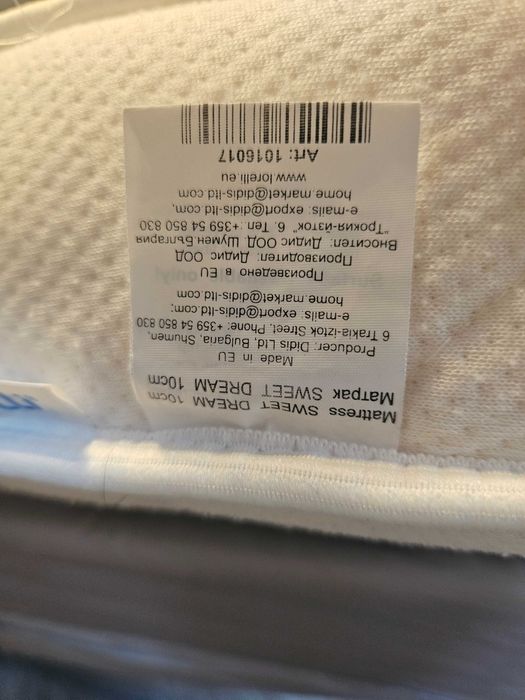 Mattress SWEET DREAM 10cm
Матрак SWEET DREAM 10cm
Made in EU
Producer: Didis Ltd, Bulgaria, Shumen,
6 Trakia-Iztok Street, Phone: +359 54 850 830
e-mails: export@didis-ltd.com;
home.market@didis-ltd.com
Произведено в EU
Производител: Дидис ООД
Вносител: Дидис ООД, Шумен България
"Тракия-изток" 6, Тел.:+359 54 850 830
e-mails: export@didis-ltd.com,
home.market@didis-ltd.com
www.lorelli.eu
Art: 1016017